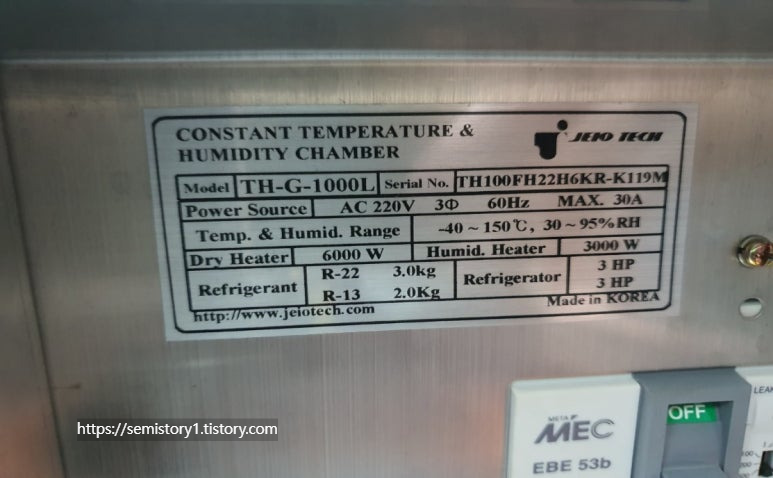 CONSTANT TEMPERATURE &
HUMIDITY CHAMBER
JEIO TECH
Model TH-G-1000L Serial No. TH100FH22H6KR-K119M
Power Source AC 220V 3Φ 60Hz MAX. 30A
Temp. & Humid. Range -40 ~ 150℃, 30 ~ 95%RH
Dry Heater 6000 W Humid. Heater 3000 W
Refrigerant R-22 3.0kg Refrigerator 3 HP
R-13 2.0Kg 3 HP
http://www.jeiotech.com Made in KOREA
https://semistory1.tistory.com
META
MEC
EBE 53b
OFF
LEAK